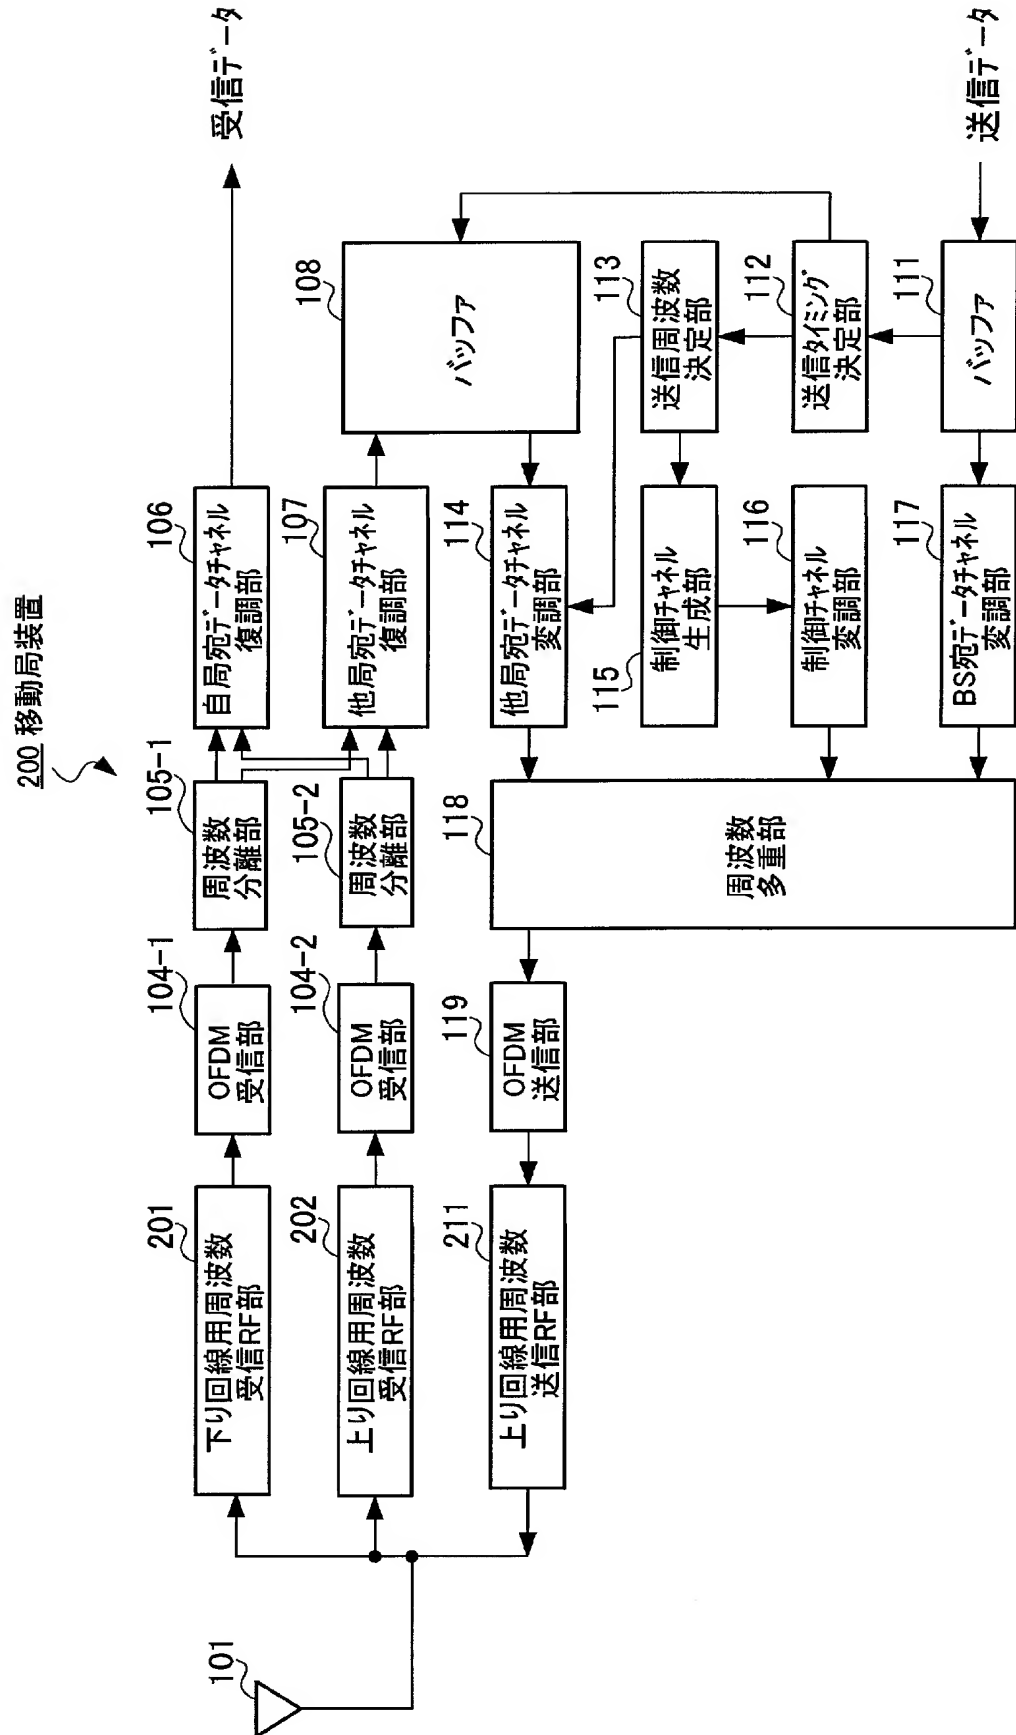 200 移動局装置
101
201
下り回線用周波数
受信RF部
104-1
OFDM
受信部
105-1
周波数
分離部
106
自局宛データチャネル
復調部
受信データ
202
上り回線用周波数
受信RF部
104-2
OFDM
受信部
105-2
周波数
分離部
107
他局宛データチャネル
復調部
108
バッファ
211
上り回線用周波数
送信RF部
119
OFDM
送信部
118
周波数
多重部
114
他局宛データチャネル
変調部
115
制御チャネル
生成部
113
送信周波数
決定部
116
制御チャネル
変調部
112
送信タイミング
決定部
117
BS宛データチャネル
変調部
111
バッファ
送信データ